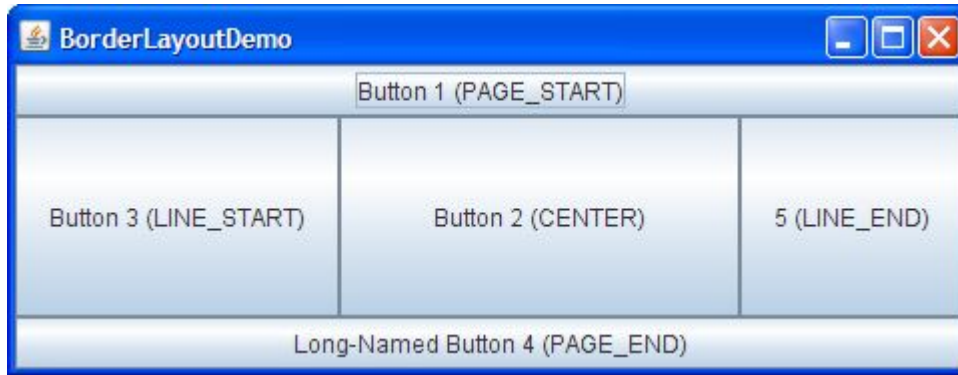 BorderLayoutDemo
Button 1 (PAGE_START)
Button 3 (LINE_START)
Button 2 (CENTER)
5 (LINE_END)
Long-Named Button 4 (PAGE_END)